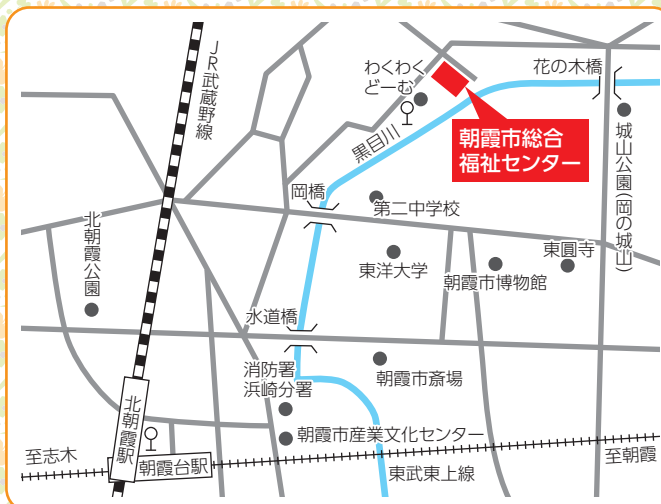 JR武蔵野線
わくわく
どーむ
花の木橋
黒目川
朝霞市総合
福祉センター
城山公園(岡の城山)
岡橋
第二中学校
北朝霞公園
東洋大学
東圓寺
朝霞市博物館
水道橋
消防署
浜崎分署
朝霞市斎場
北朝霞駅
朝霞市産業文化センター
至志木
朝霞台駅
至朝霞
東武東上線